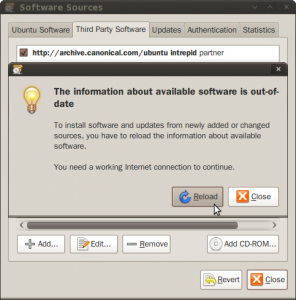 Software Sources
Ubuntu Software Third Party Software Updates Authentication Statistics
http://archive.canonical.com/ubuntu intrepid partner
The information about available software is out-of-
date
To install software and updates from newly added or changed
sources, you have to reload the information about available
software.
You need a working Internet connection to continue.
Reload Close
Add... Edit... Remove Add CD-ROM...
Revert Close